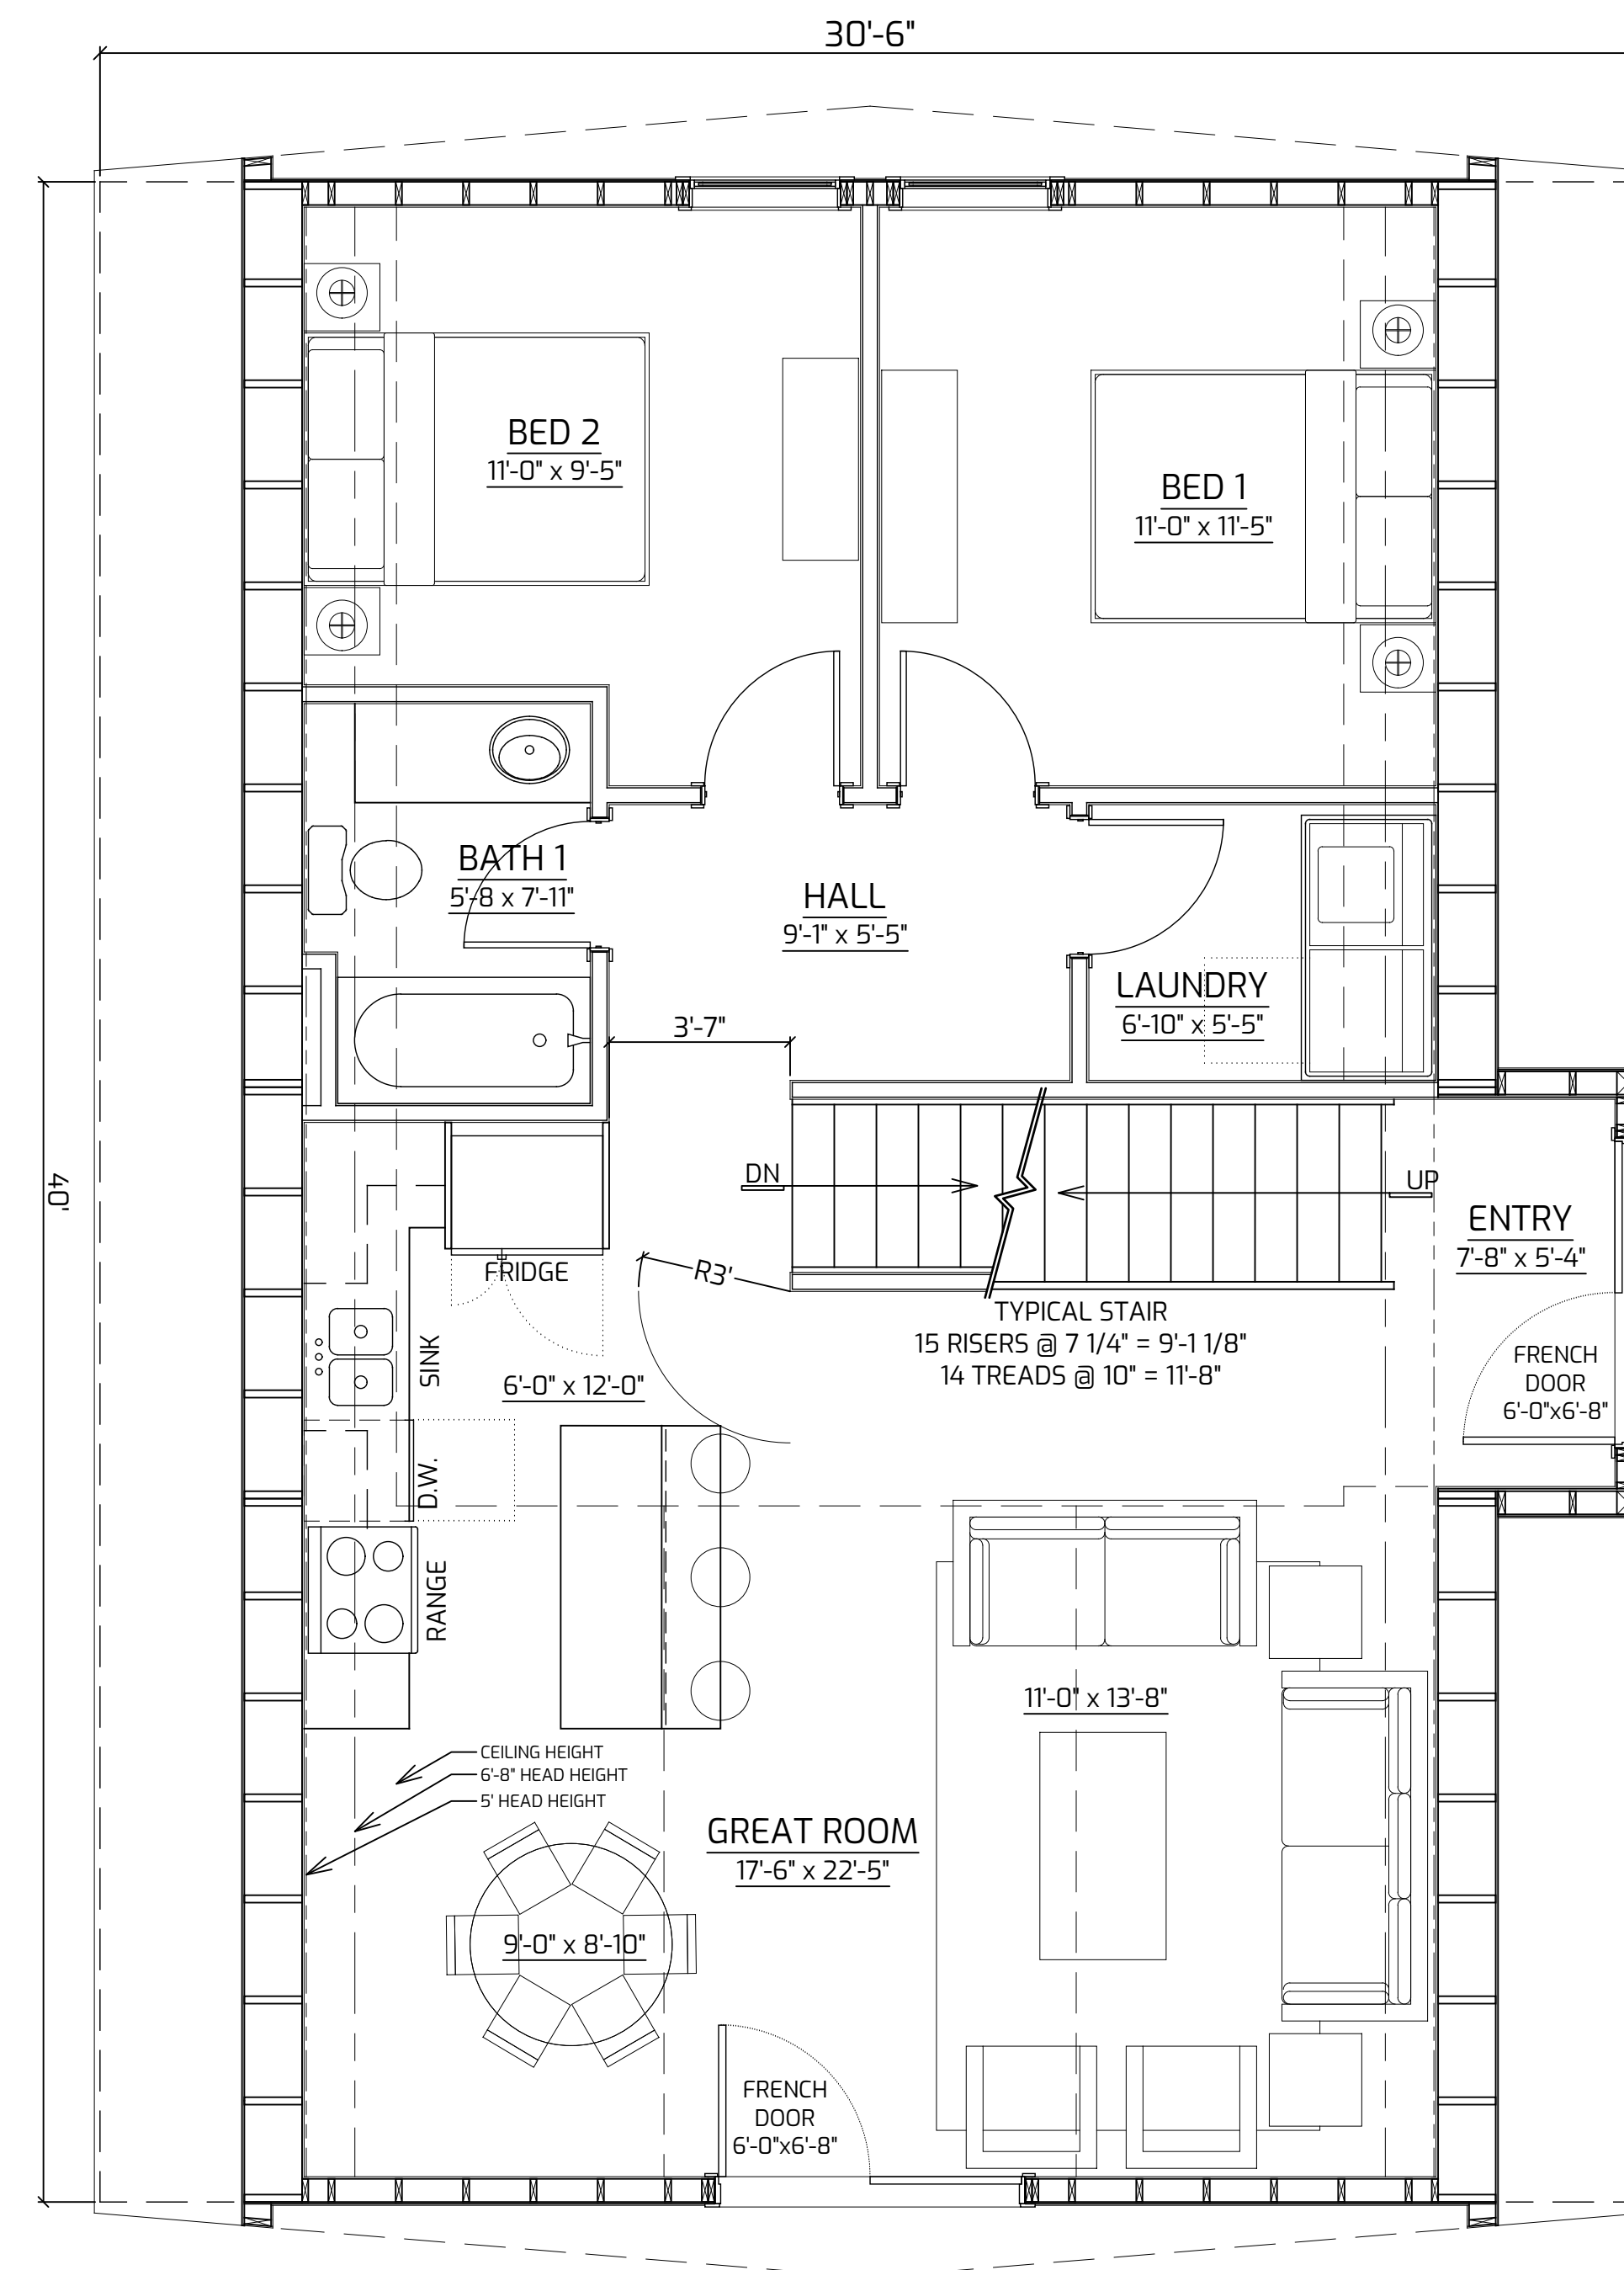 30'-6"
BED 2
11'-0" x 9'-5"
BED 1
11'-0" x 11'-5"
BATH 1
5'-8 x 7'-11"
HALL
9'-1" x 5'-5"
LAUNDRY
6'-10" x 5'-5"
3'-7"
40'
DN
UP
ENTRY
7'-8" x 5'-4"
FRIDGE
R3'
TYPICAL STAIR
15 RISERS @ 7 1/4" = 9'-1 1/8"
14 TREADS @ 10" = 11'-8"
FRENCH
DOOR
6'-0"x6'-8"
SINK
6'-0" x 12'-0"
D.W.
RANGE
11'-0" x 13'-8"
CEILING HEIGHT
6'-8" HEAD HEIGHT
5' HEAD HEIGHT
GREAT ROOM
17'-6" x 22'-5"
9'-0" x 8'-10"
FRENCH
DOOR
6'-0"x6'-8"